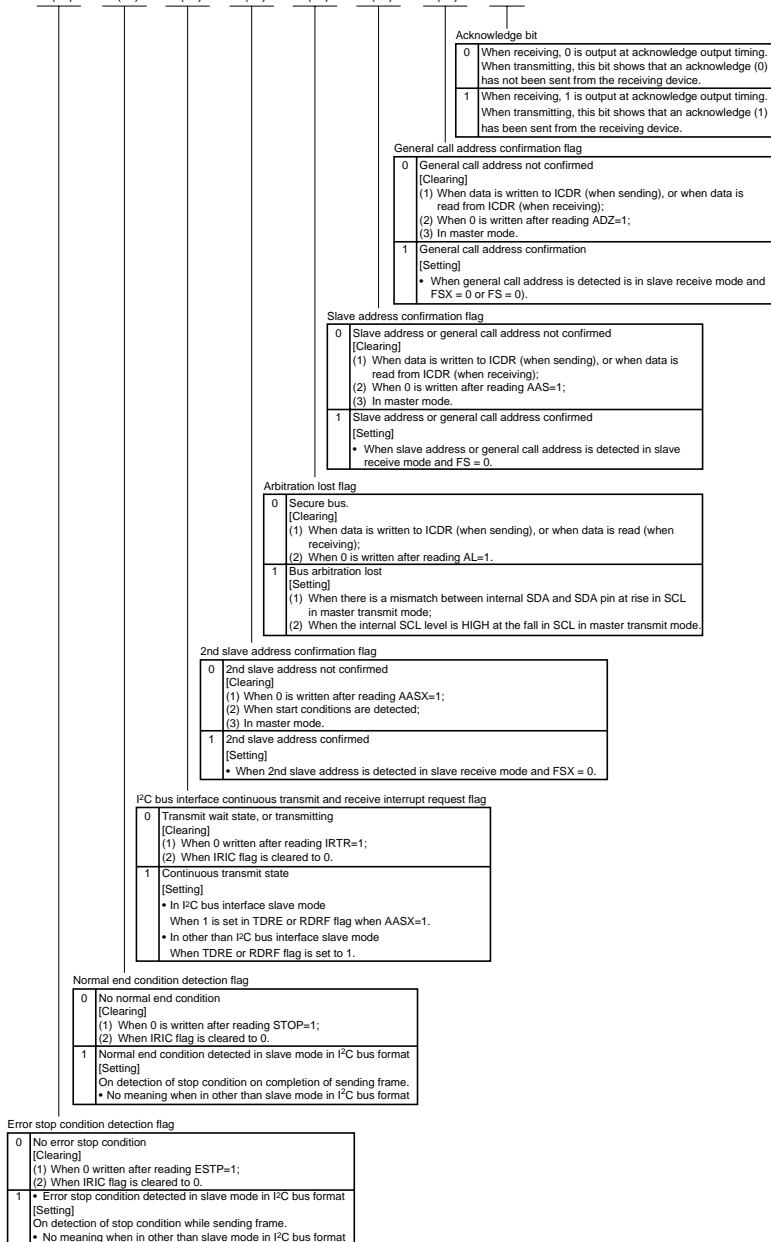 Acknowledge bit
0 When receiving, 0 is output at acknowledge output timing.
When transmitting, this bit shows that an acknowledge (0)
has not been sent from the receiving device.
1 When receiving, 1 is output at acknowledge output timing.
When transmitting, this bit shows that an acknowledge (1)
has been sent from the receiving device.
General call address confirmation flag
0 General call address not confirmed
[Clearing]
(1) When data is written to ICDR (when sending), or when data is
read from ICDR (when receiving);
(2) When 0 is written after reading ADZ=1;
(3) In master mode.
1 General call address confirmation
[Setting]
• When general call address is detected is in slave receive mode and
FSX = 0 or FS = 0).
Slave address confirmation flag
0 Slave address or general call address not confirmed
[Clearing]
(1) When data is written to ICDR (when sending), or when data is
read from ICDR (when receiving);
(2) When 0 is written after reading AAS=1;
(3) In master mode.
1 Slave address or general call address confirmed
[Setting]
• When slave address or general call address is detected in slave
receive mode and FS = 0.
Arbitration lost flag
0 Secure bus.
[Clearing]
(1) When data is written to ICDR (when sending), or when data is read (when
receiving);
(2) When 0 is written after reading AL=1.
1 Bus arbitration lost
[Setting]
(1) When there is a mismatch between internal SDA and SDA pin at rise in SCL
in master transmit mode;
(2) When the internal SCL level is HIGH at the fall in SCL in master transmit mode.
2nd slave address confirmation flag
0 2nd slave address not confirmed
[Clearing]
(1) When 0 is written after reading AASX=1;
(2) When start conditions are detected;
(3) In master mode.
1 2nd slave address confirmed
[Setting]
• When 2nd slave address is detected in slave receive mode and FSX = 0.
I²C bus interface continuous transmit and receive interrupt request flag
0 Transmit wait state, or transmitting
[Clearing]
(1) When 0 written after reading IRTR=1;
(2) When IRIC flag is cleared to 0.
1 Continuous transmit state
[Setting]
• In I²C bus interface slave mode
When 1 is set in TDRE or RDRF flag when AASX=1.
• In other than I²C bus interface slave mode
When TDRE or RDRF flag is set to 1.
Normal end condition detection flag
0 No normal end condition
[Clearing]
(1) When 0 is written after reading STOP=1;
(2) When IRIC flag is cleared to 0.
1 Normal end condition detected in slave mode in I²C bus format
[Setting]
On detection of stop condition on completion of sending frame.
• No meaning when in other than slave mode in I²C bus format
Error stop condition detection flag
0 No error stop condition
[Clearing]
(1) When 0 written after reading ESTP=1;
(2) When IRIC flag is cleared to 0.
1 • Error stop condition detected in slave mode in I²C bus format
[Setting]
On detection of stop condition while sending frame.
• No meaning when in other than slave mode in I²C bus format